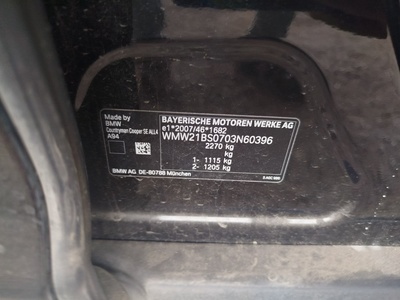 Made by
BMW
Countryman Cooper SE ALL4
A94
BAYERISCHE MOTOREN WERKE AG
e1*2007/46*1682
WMW21BS0703N60396
2270 kg
kg
1- 1115 kg
2- 1205 kg
BMW AG DE-80788 München